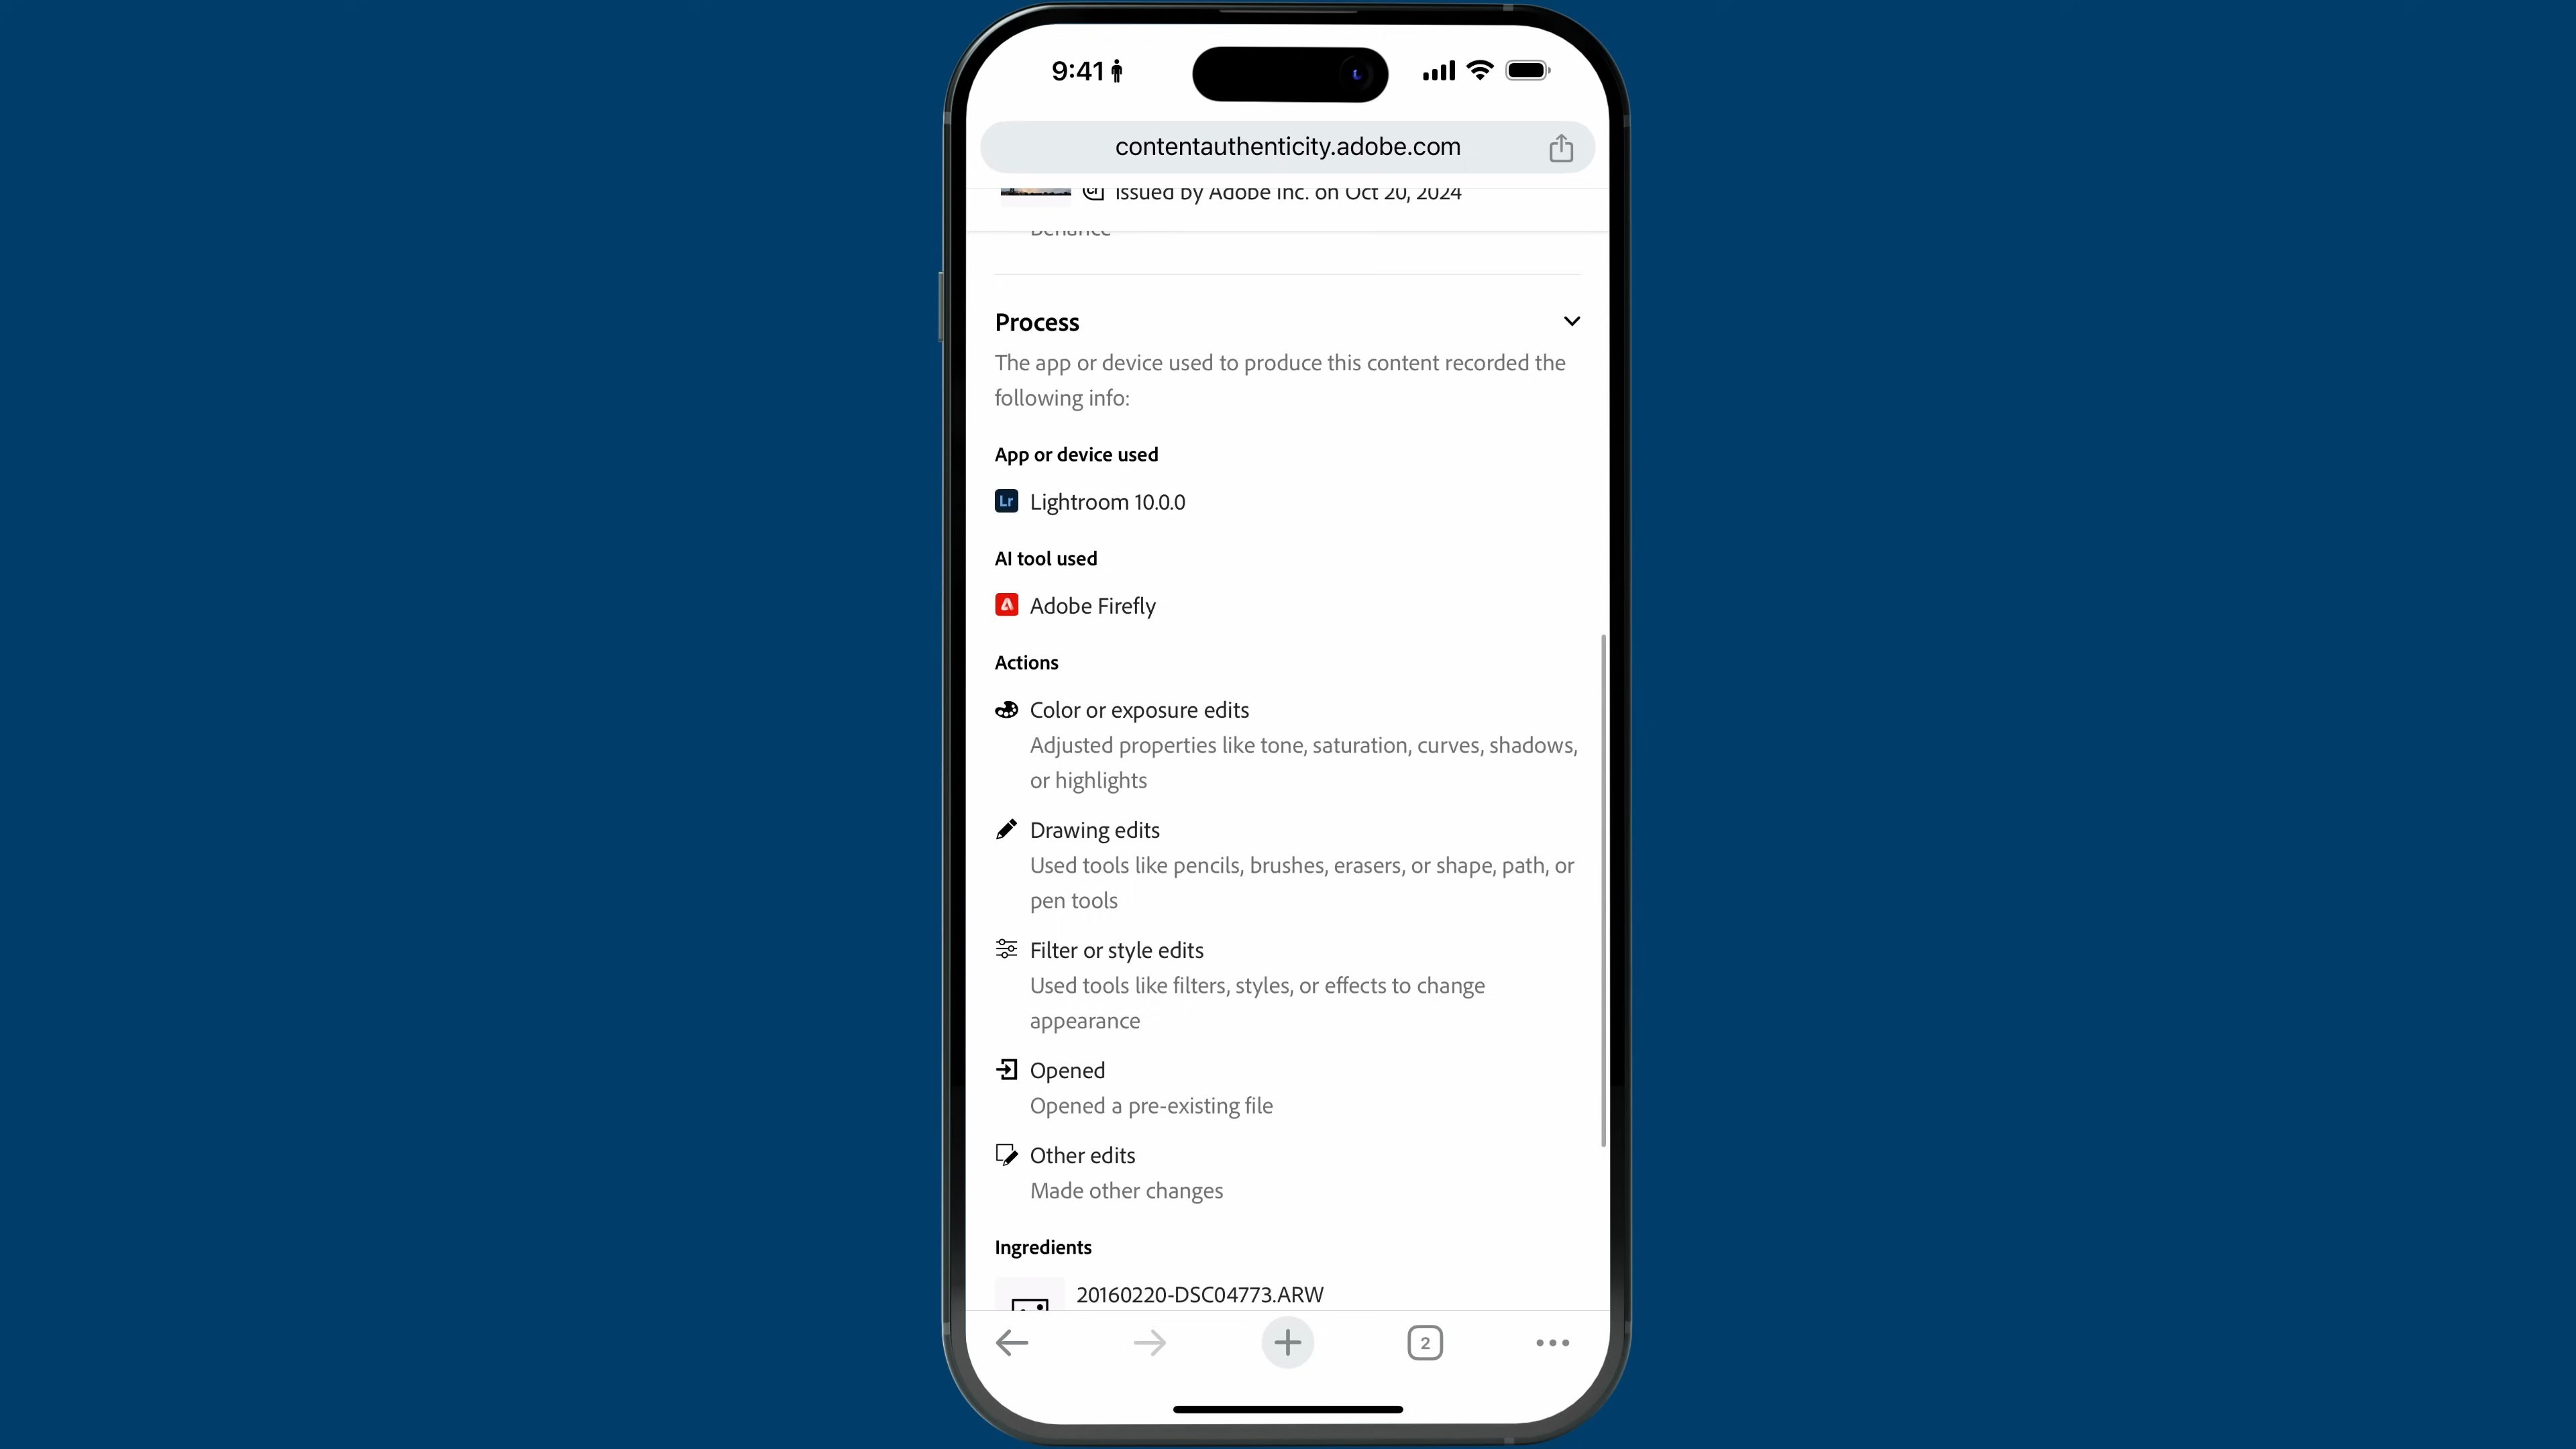 9:41
contentauthenticity.adobe.com
Issued by Adobe Inc. on Oct 20, 2024
Behance
Process
The app or device used to produce this content recorded the
following info:
App or device used
Lr Lightroom 10.0.0
AI tool used
Adobe Firefly
Actions
Color or exposure edits
Adjusted properties like tone, saturation, curves, shadows,
or highlights
Drawing edits
Used tools like pencils, brushes, erasers, or shape, path, or
pen tools
Filter or style edits
Used tools like filters, styles, or effects to change
appearance
Opened
Opened a pre-existing file
Other edits
Made other changes
Ingredients
20160220-DSC04773.ARW
2